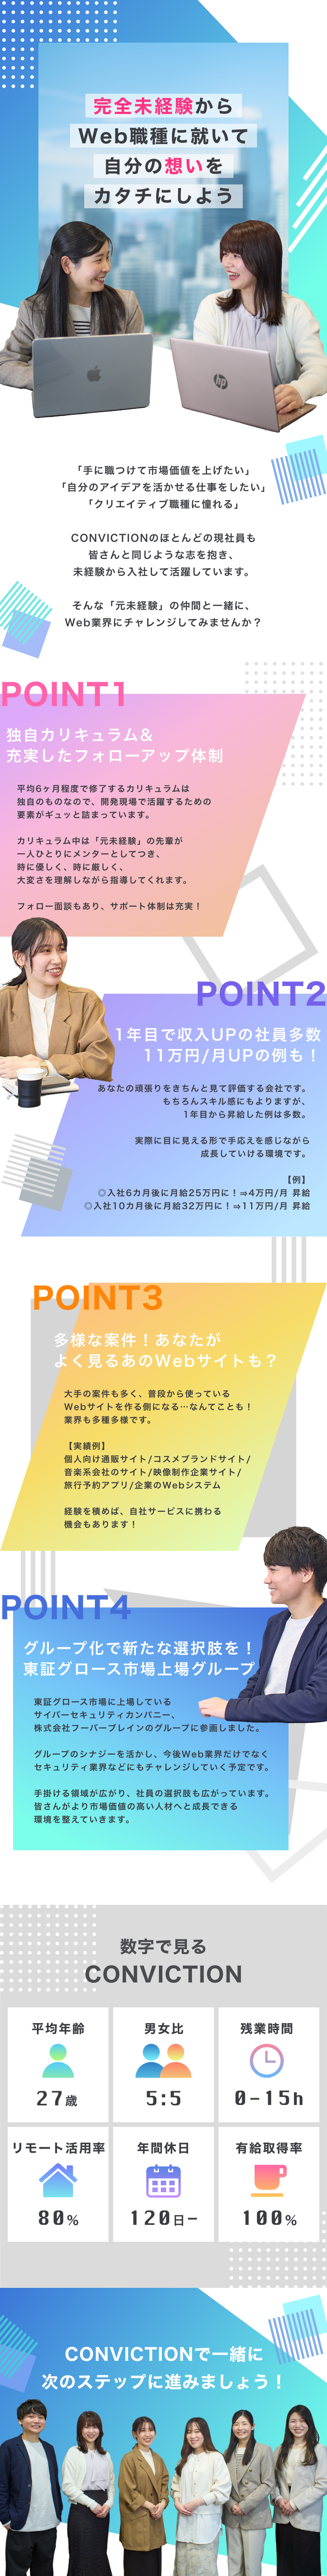 完全未経験から
Web職種に就いて
自分の想いを
カタチにしよう
hp
「手に職つけて市場価値を上げたい」
「自分のアイデアを活かせる仕事をしたい」
「クリエイティブ職種に憧れる」
CONVICTIONのほとんどの現社員も
皆さんと同じような志を抱き、
未経験から入社して活躍しています。
そんな「元未経験」の仲間と一緒に、
Web業界にチャレンジしてみませんか？
POINT1
独自カリキュラム&
充実したフォローアップ体制
平均6ヶ月程度で修了するカリキュラムは
独自のものなので、開発現場で活躍するための
要素がギュッと詰まっています。
カリキュラム中は「元未経験」の先輩が
一人ひとりにメンターとしてつき、
時に優しく、時に厳しく、
大変さを理解しながら指導してくれます。
フォロー面談もあり、サポート体制は充実！
POINT2
1年目で収入UPの社員多数
11万円/月UPの例も！
あなたの頑張りをきちんと見て評価する会社です。
もちろんスキル感にもよりますが、
1年目から昇給した例は多数。
実際に目に見える形で手応えを感じながら
成長していける環境です。
【例】
◎入社6カ月後に月給25万円に！⇒4万円/月 昇給
◎入社10カ月後に月給32万円に！⇒11万円/月 昇給
POINT3
多様な案件！あなたが
よく見るあのWebサイトも？
大手の案件も多く、普段から使っている
Webサイトを作る側になる…なんてことも！
業界も多種多様です。
【実績例】
個人向け通販サイト/コスメブランドサイト/
音楽系会社のサイト/映像制作企業サイト/
旅行予約アプリ/企業のWebシステム
経験を積めば、自社サービスに携わる
機会もあります！
POINT4
グループ化で新たな選択肢を！
東証グロース市場上場グループ
東証グロース市場に上場している
サイバーセキュリティカンパニー、
株式会社フーバーブレインのグループに参画しました。
グループのシナジーを活かし、今後Web業界だけでなく
セキュリティ業界などにもチャレンジしていく予定です。
手掛ける領域が広がり、社員の選択肢も広がっています。
皆さんがより市場価値の高い人材へと成長できる
環境を整えていきます。
数字で見る
CONVICTION
平均年齢
27歳
男女比
5:5
残業時間
0-15h
リモート活用率
80%
年間休日
120日-
有給取得率
100%
CONVICTIONで一緒に
次のステップに進みましょう！